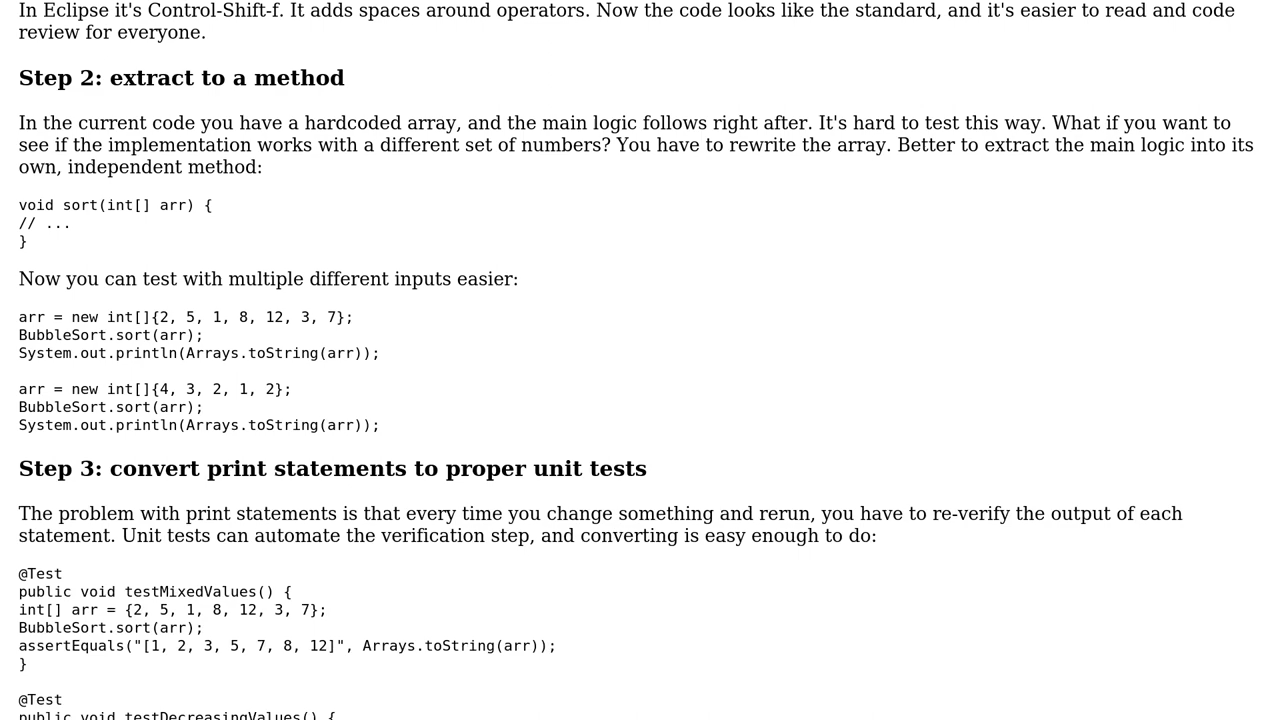 In Eclipse it's Control-Shift-f. It adds spaces around operators. Now the code looks like the standard, and it's easier to read and code
review for everyone.
Step 2: extract to a method
In the current code you have a hardcoded array, and the main logic follows right after. It's hard to test this way. What if you want to
see if the implementation works with a different set of numbers? You have to rewrite the array. Better to extract the main logic into its
own, independent method:
void sort(int[] arr) {
// ...
}
Now you can test with multiple different inputs easier:
arr = new int[]{2, 5, 1, 8, 12, 3, 7};
BubbleSort.sort(arr);
System.out.println(Arrays.toString(arr));
arr = new int[]{4, 3, 2, 1, 2};
BubbleSort.sort(arr);
System.out.println(Arrays.toString(arr));
Step 3: convert print statements to proper unit tests
The problem with print statements is that every time you change something and rerun, you have to re-verify the output of each
statement. Unit tests can automate the verification step, and converting is easy enough to do:
@Test
public void testMixedValues() {
int[] arr = {2, 5, 1, 8, 12, 3, 7};
BubbleSort.sort(arr);
assertEquals("[1, 2, 3, 5, 7, 8, 12]", Arrays.toString(arr));
}
@Test
public void testDecreasingValues() {